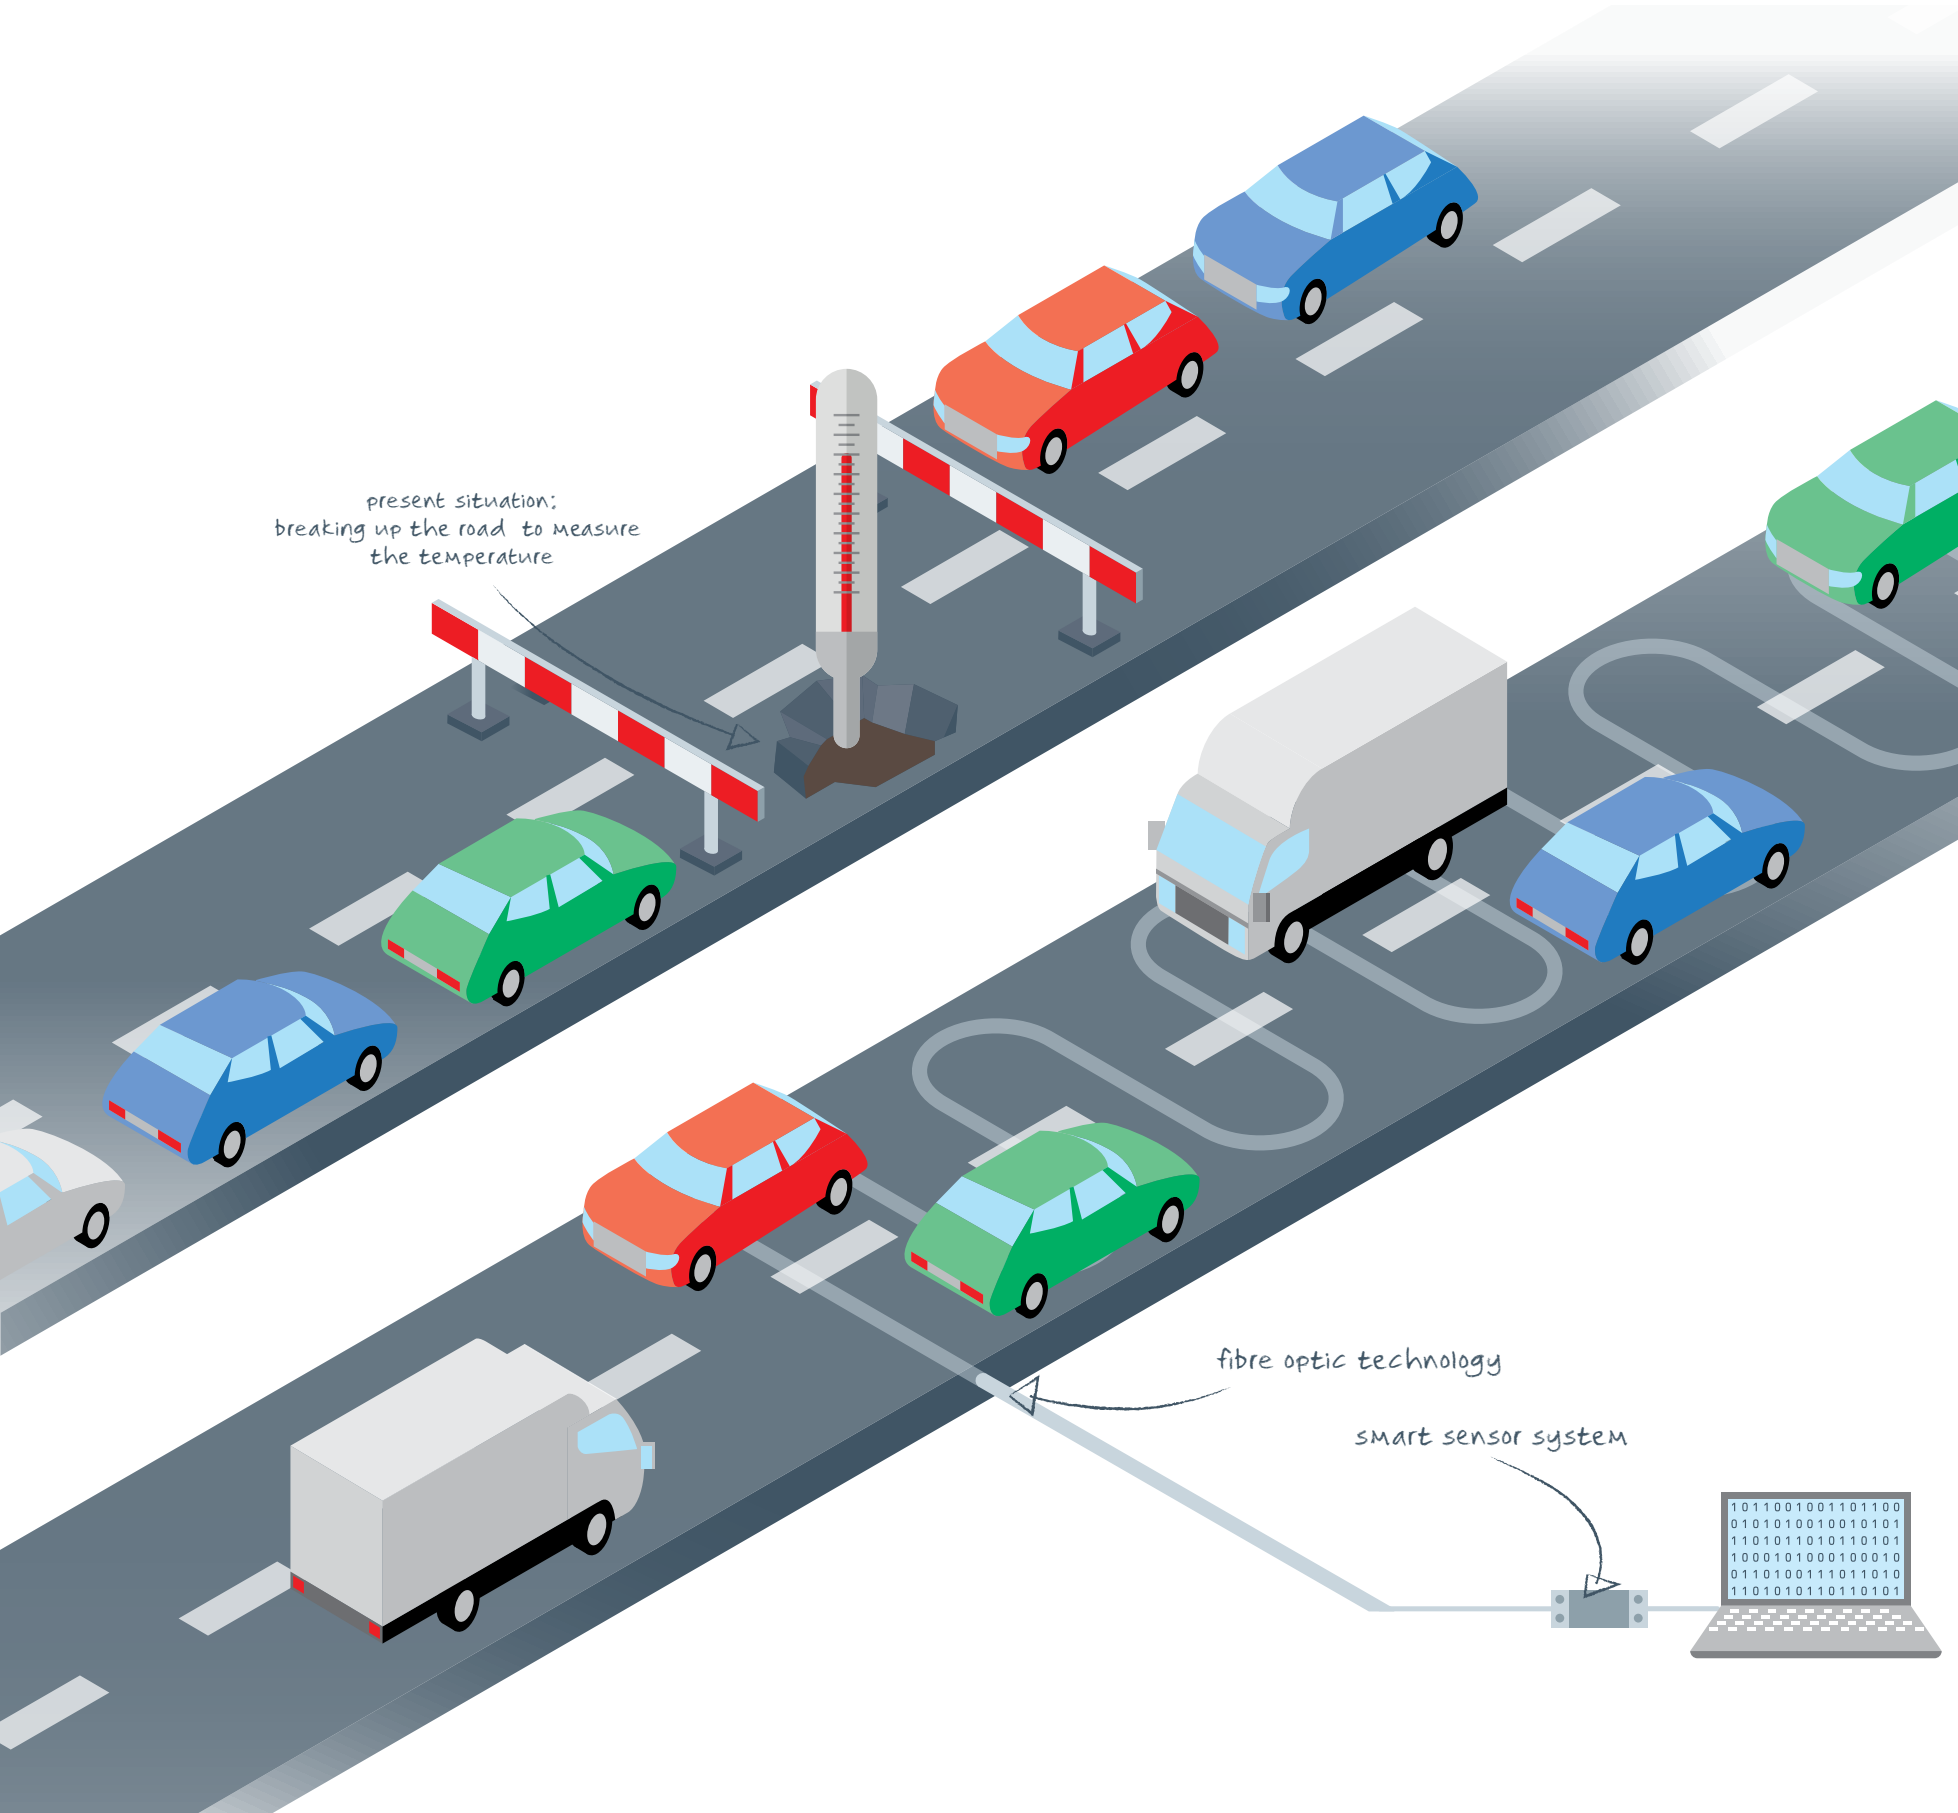 present situation:
breaking up the road to measure
the temperature
fibre optic technology
smart sensor system
1011001001101100
0101010010010101
1101011010110101
1000101000100010
0110100111011010
1110101101101101